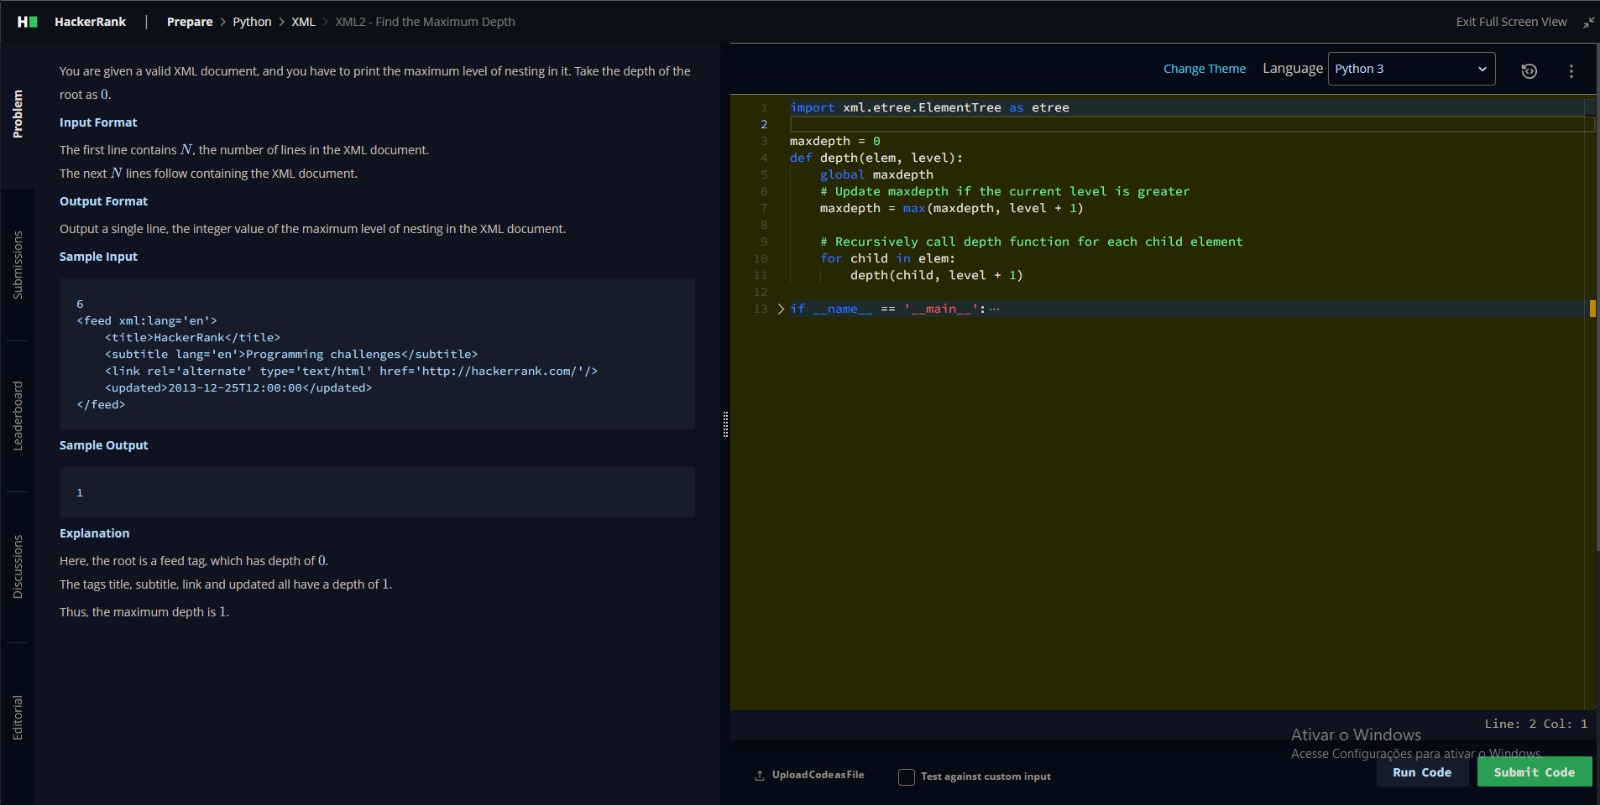 HackerRank | Prepare > Python > XML > XML2 - Find the Maximum Depth
Exit Full Screen View
Problem
Submissions
Leaderboard
Discussions
Editorial
You are given a valid XML document, and you have to print the maximum level of nesting in it. Take the depth of the
root as 0.
Input Format
The first line contains N, the number of lines in the XML document.
The next N lines follow containing the XML document.
Output Format
Output a single line, the integer value of the maximum level of nesting in the XML document.
Sample Input
6
<feed xml:lang='en'>
    <title>HackerRank</title>
    <subtitle lang='en'>Programming challenges</subtitle>
    <link rel='alternate' type='text/html' href='http://hackerrank.com/'/>
    <updated>2013-12-25T12:00:00</updated>
</feed>
Sample Output
1
Explanation
Here, the root is a feed tag, which has depth of 0.
The tags title, subtitle, link and updated all have a depth of 1.
Thus, the maximum depth is 1.
Change Theme Language Python 3
1 import xml.etree.ElementTree as etree
2
3 maxdepth = 0
4 def depth(elem, level):
5     global maxdepth
6     # Update maxdepth if the current level is greater
7     maxdepth = max(maxdepth, level + 1)
8
9     # Recursively call depth function for each child element
10     for child in elem:
11         depth(child, level + 1)
12
13 > if __name__ == '__main__':···
Line: 2 Col: 1
Ativar o Windows
Acesse Configurações para ativar o Windows.
Upload Code as File
Test against custom input
Run Code
Submit Code